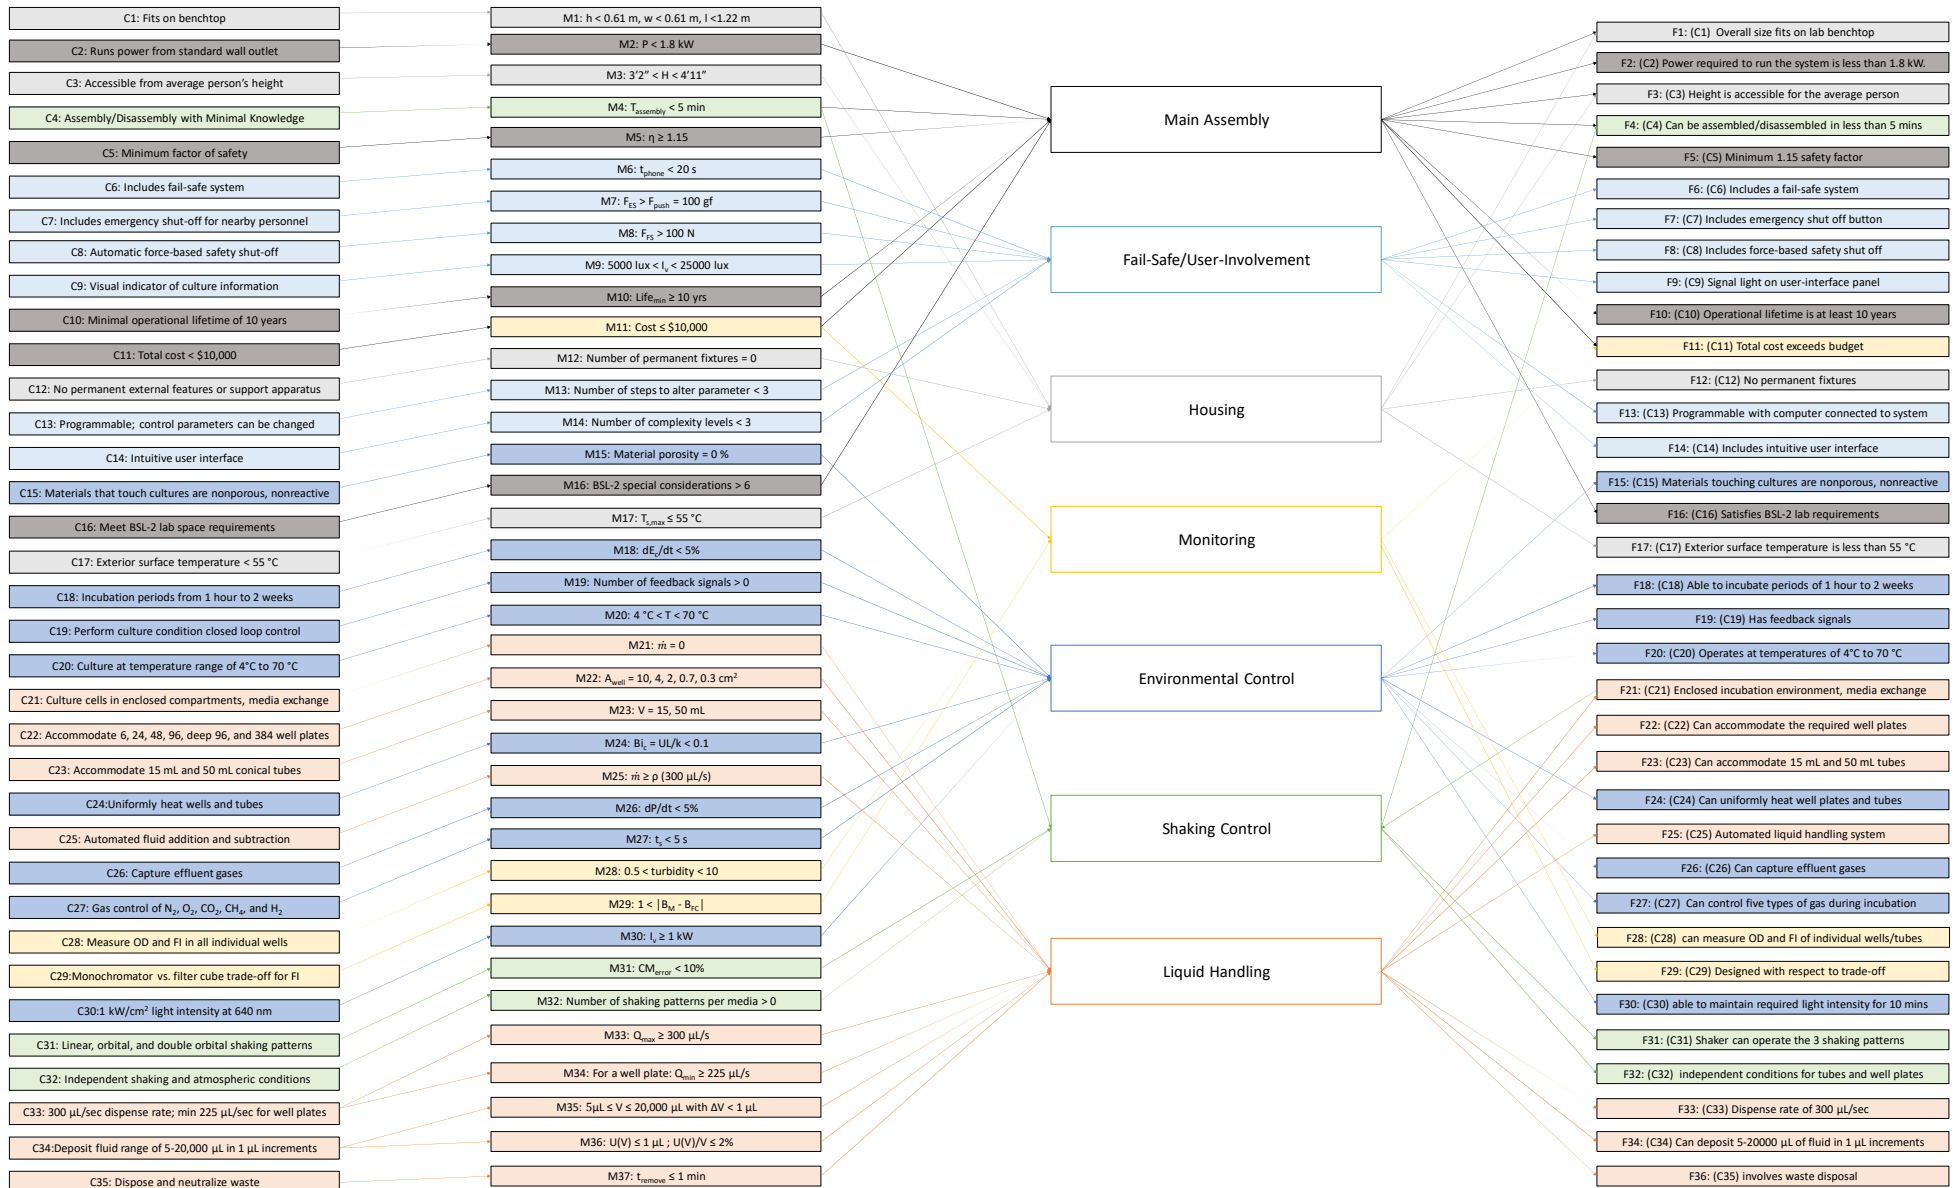 C1: Fits on benchtop
C2: Runs power from standard wall outlet
C3: Accessible from average person's height
C4: Assembly/Disassembly with Minimal Knowledge
C5: Minimum factor of safety
C6: Includes fail-safe system
C7: Includes emergency shut-off for nearby personnel
C8: Automatic force-based safety shut-off
C9: Visual indicator of culture information
C10: Minimal operational lifetime of 10 years
C11: Total cost < $10,000
C12: No permanent external features or support apparatus
C13: Programmable; control parameters can be changed
C14: Intuitive user interface
C15: Materials that touch cultures are nonporous, nonreactive
C16: Meet BSL-2 lab space requirements
C17: Exterior surface temperature < 55 °C
C18: Incubation periods from 1 hour to 2 weeks
C19: Perform culture condition closed loop control
C20: Culture at temperature range of 4°C to 70 °C
C21: Culture cells in enclosed compartments, media exchange
C22: Accommodate 6, 24, 48, 96, deep 96, and 384 well plates
C23: Accommodate 15 mL and 50 mL conical tubes
C24:Uniformly heat wells and tubes
C25: Automated fluid addition and subtraction
C26: Capture effluent gases
C27: Gas control of N₂, O₂, CO₂, CH₄, and H₂
C28: Measure OD and FI in all individual wells
C29:Monochromator vs. filter cube trade-off for FI
C30:1 kW/cm² light intensity at 640 nm
C31: Linear, orbital, and double orbital shaking patterns
C32: Independent shaking and atmospheric conditions
C33: 300 µL/sec dispense rate; min 225 µL/sec for well plates
C34:Deposit fluid range of 5-20,000 µL in 1 µL increments
C35: Dispose and neutralize waste
M1: h < 0.61 m, w < 0.61 m, l <1.22 m
M2: P < 1.8 kW
M3: 3'2" < H < 4'11"
M4: T_assembly < 5 min
M5: η ≥ 1.15
M6: t_phone < 20 s
M7: F_ES > F_push = 100 gf
M8: F_FS > 100 N
M9: 5000 lux < I_v < 25000 lux
M10: Life_min ≥ 10 yrs
M11: Cost ≤ $10,000
M12: Number of permanent fixtures = 0
M13: Number of steps to alter parameter < 3
M14: Number of complexity levels < 3
M15: Material porosity = 0 %
M16: BSL-2 special considerations > 6
M17: T_s,max ≤ 55 °C
M18: dE_c/dt < 5%
M19: Number of feedback signals > 0
M20: 4 °C < T < 70 °C
M21: ṁ = 0
M22: A_well = 10, 4, 2, 0.7, 0.3 cm²
M23: V = 15, 50 mL
M24: Bi_c = UL/k < 0.1
M25: ṁ ≥ ρ (300 µL/s)
M26: dP/dt < 5%
M27: t_s < 5 s
M28: 0.5 < turbidity < 10
M29: 1 < |B_M - B_FC|
M30: I_v ≥ 1 kW
M31: CM_error < 10%
M32: Number of shaking patterns per media > 0
M33: Q_max ≥ 300 µL/s
M34: For a well plate: Q_min ≥ 225 µL/s
M35: 5µL ≤ V ≤ 20,000 µL with ΔV < 1 µL
M36: U(V) ≤ 1 µL ; U(V)/V ≤ 2%
M37: t_remove ≤ 1 min
Main Assembly
Fail-Safe/User-Involvement
Housing
Monitoring
Environmental Control
Shaking Control
Liquid Handling
F1: (C1) Overall size fits on lab benchtop
F2: (C2) Power required to run the system is less than 1.8 kW.
F3: (C3) Height is accessible for the average person
F4: (C4) Can be assembled/disassembled in less than 5 mins
F5: (C5) Minimum 1.15 safety factor
F6: (C6) Includes a fail-safe system
F7: (C7) Includes emergency shut off button
F8: (C8) Includes force-based safety shut off
F9: (C9) Signal light on user-interface panel
F10: (C10) Operational lifetime is at least 10 years
F11: (C11) Total cost exceeds budget
F12: (C12) No permanent fixtures
F13: (C13) Programmable with computer connected to system
F14: (C14) Includes intuitive user interface
F15: (C15) Materials touching cultures are nonporous, nonreactive
F16: (C16) Satisfies BSL-2 lab requirements
F17: (C17) Exterior surface temperature is less than 55 °C
F18: (C18) Able to incubate periods of 1 hour to 2 weeks
F19: (C19) Has feedback signals
F20: (C20) Operates at temperatures of 4°C to 70 °C
F21: (C21) Enclosed incubation environment, media exchange
F22: (C22) Can accommodate the required well plates
F23: (C23) Can accommodate 15 mL and 50 mL tubes
F24: (C24) Can uniformly heat well plates and tubes
F25: (C25) Automated liquid handling system
F26: (C26) Can capture effluent gases
F27: (C27) Can control five types of gas during incubation
F28: (C28) can measure OD and FI of individual wells/tubes
F29: (C29) Designed with respect to trade-off
F30: (C30) able to maintain required light intensity for 10 mins
F31: (C31) Shaker can operate the 3 shaking patterns
F32: (C32) independent conditions for tubes and well plates
F33: (C33) Dispense rate of 300 µL/sec
F34: (C34) Can deposit 5-20000 µL of fluid in 1 µL increments
F36: (C35) involves waste disposal